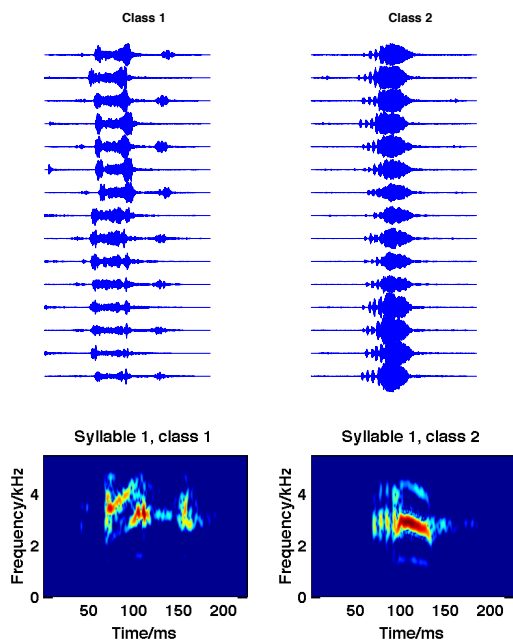 Class 1
Class 2
Syllable 1, class 1
Syllable 1, class 2
Frequency/kHz
4
2
0
50 100 150 200
Time/ms
Frequency/kHz
4
2
0
50 100 150 200
Time/ms